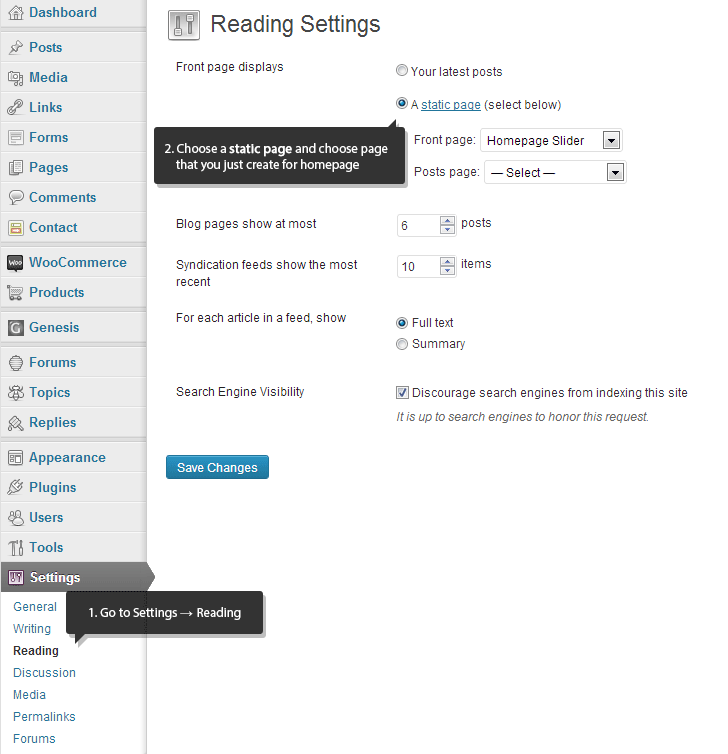 Dashboard
Posts
Media
Links
Forms
Pages
Comments
Contact
WooCommerce
Products
Genesis
Forums
Topics
Replies
Appearance
Plugins
Users
Tools
Settings
General
Writing
Reading
Discussion
Media
Permalinks
Forums
1. Go to Settings → Reading
Reading Settings
Front page displays
Your latest posts
A static page (select below)
2. Choose a static page and choose page
that you just create for homepage
Front page: Homepage Slider
Posts page: — Select —
Blog pages show at most 6 posts
Syndication feeds show the most
recent
10 items
For each article in a feed, show
Full text
Summary
Search Engine Visibility
Discourage search engines from indexing this site
It is up to search engines to honor this request.
Save Changes